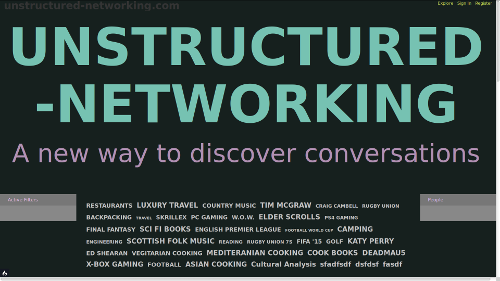 unstructured-networking.com
Explore Sign in Register
UNSTRUCTURED
-NETWORKING
A new way to discover conversations
Active Filters
People
RESTAURANTS LUXURY TRAVEL COUNTRY MUSIC TIM MCGRAW CRAIG CAMBELL RUGBY UNION
BACKPACKING TRAVEL SKRILLEX PC GAMING W.O.W. ELDER SCROLLS PS4 GAMING
FINAL FANTASY SCI FI BOOKS ENGLISH PREMIER LEAGUE FOOTBALL WORLD CUP CAMPING
ENGINEERING SCOTTISH FOLK MUSIC READING RUGBY UNION 7S FIFA '15 GOLF KATY PERRY
ED SHEARAN VEGITARIAN COOKING MEDITERANIEN COOKING COOK BOOKS DEADMAU5
X-BOX GAMING FOOTBALL ASIAN COOKING Cultural Analysis sfadfsdf dsfdsf fasdf